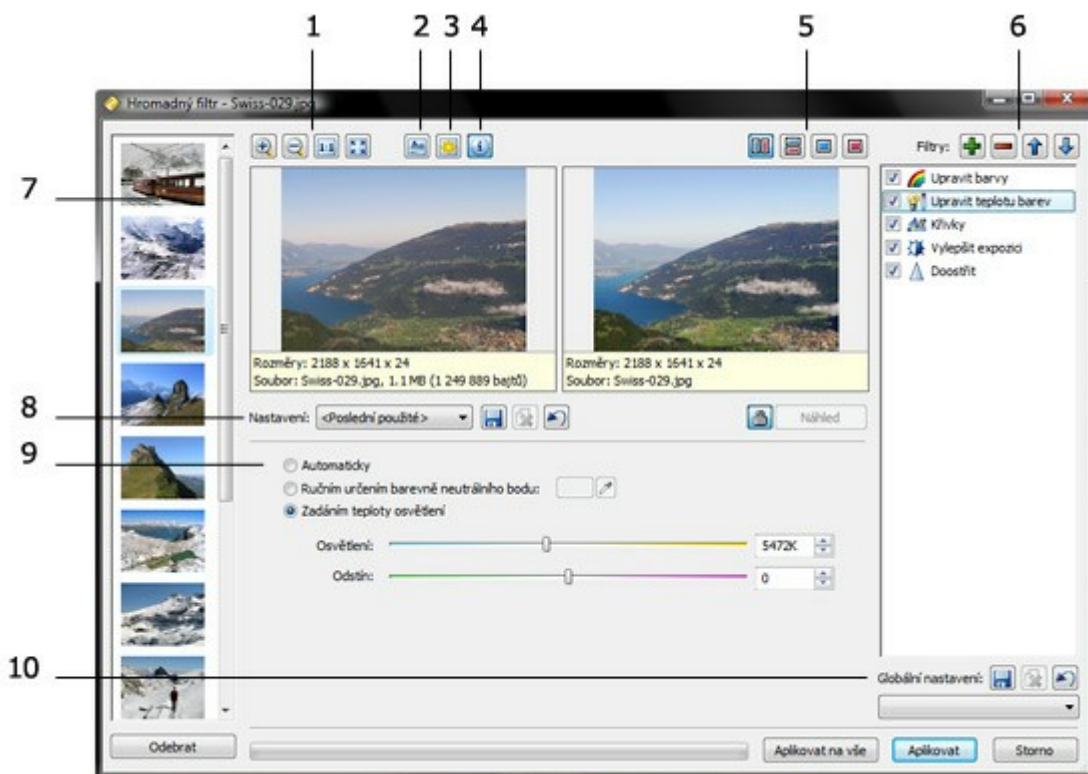 1 2 3 4 5 6
Hromadný filtr - Swiss-029.jpg
1:1
Filtry:
7
Upravit barvy
Upravit teplotu barev
Křivky
Vylepšit expozici
Doostřit
Rozměry: 2188 x 1641 x 24
Soubor: Swiss-029.jpg, 1.1 MB (1 249 889 bajtů)
Rozměry: 2188 x 1641 x 24
Soubor: Swiss-029.jpg
8
Nastavení: <Poslední použité> Náhled
9
Automaticky
Ručním určením barevně neutrálního bodu:
Zadáním teploty osvětlení
Osvětlení: 5472K
Odstín: 0
10
Globální nastavení:
Odebrat Aplikovat na vše Aplikovat Storno